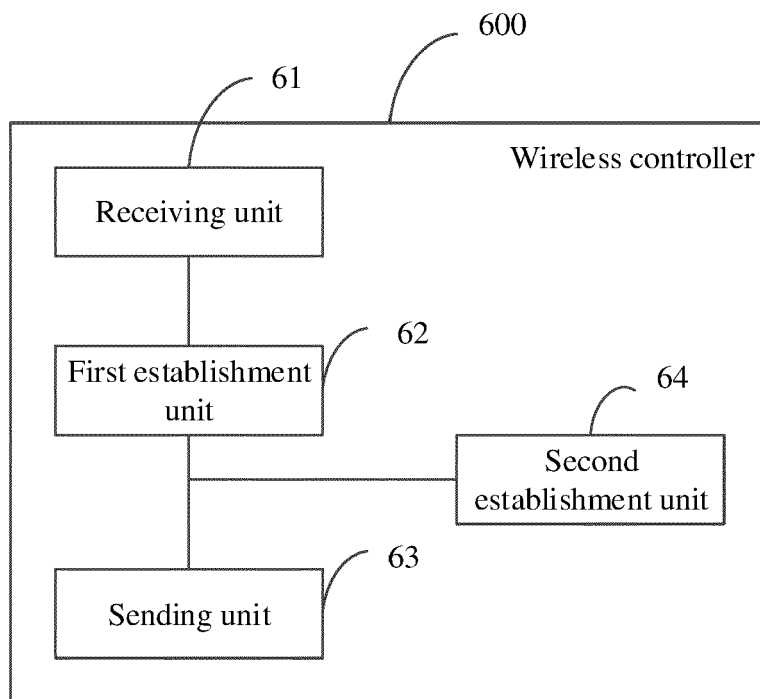 600
61
Wireless controller
Receiving unit
62
First establishment
unit
64
Second
establishment unit
63
Sending unit